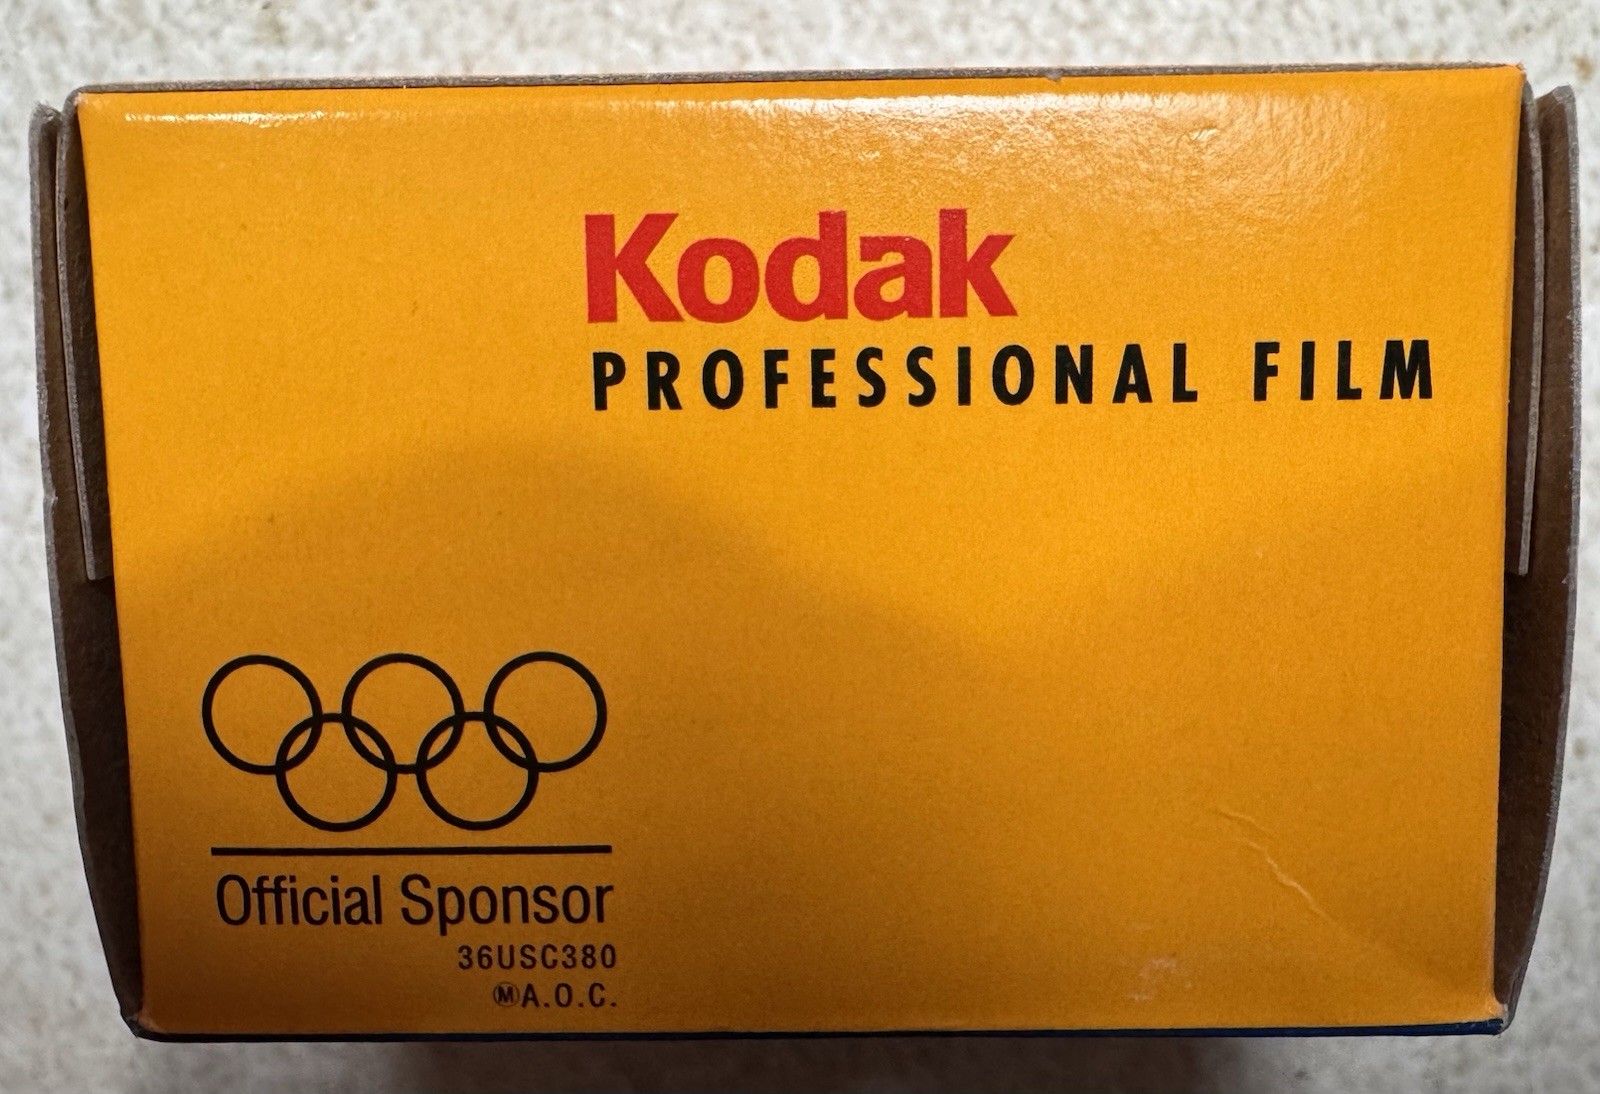 Kodak
PROFESSIONAL FILM
Official Sponsor
36USC380
ⓂA.O.C.